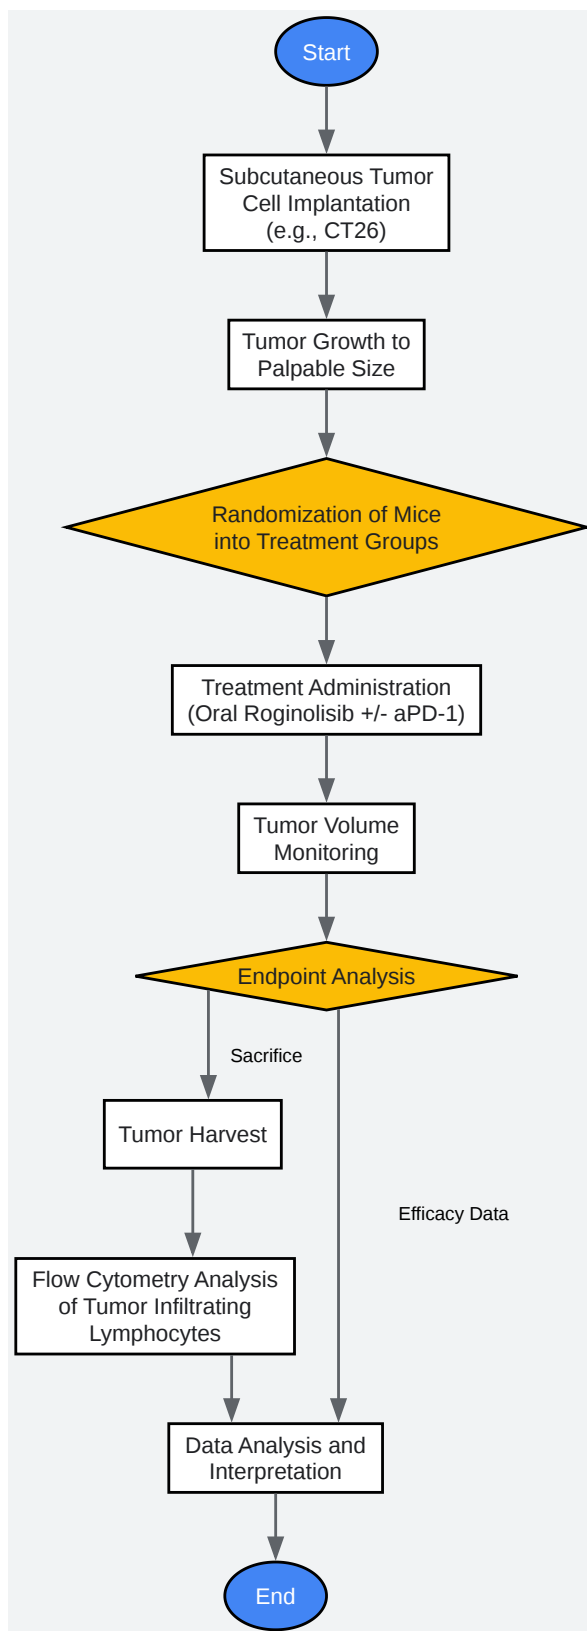 Start
Subcutaneous Tumor
Cell Implantation
(e.g., CT26)
Tumor Growth to
Palpable Size
Randomization of Mice
into Treatment Groups
Treatment Administration
(Oral Roginolisib +/- aPD-1)
Tumor Volume
Monitoring
Endpoint Analysis
Sacrifice
Tumor Harvest
Efficacy Data
Flow Cytometry Analysis
of Tumor Infiltrating
Lymphocytes
Data Analysis and
Interpretation
End